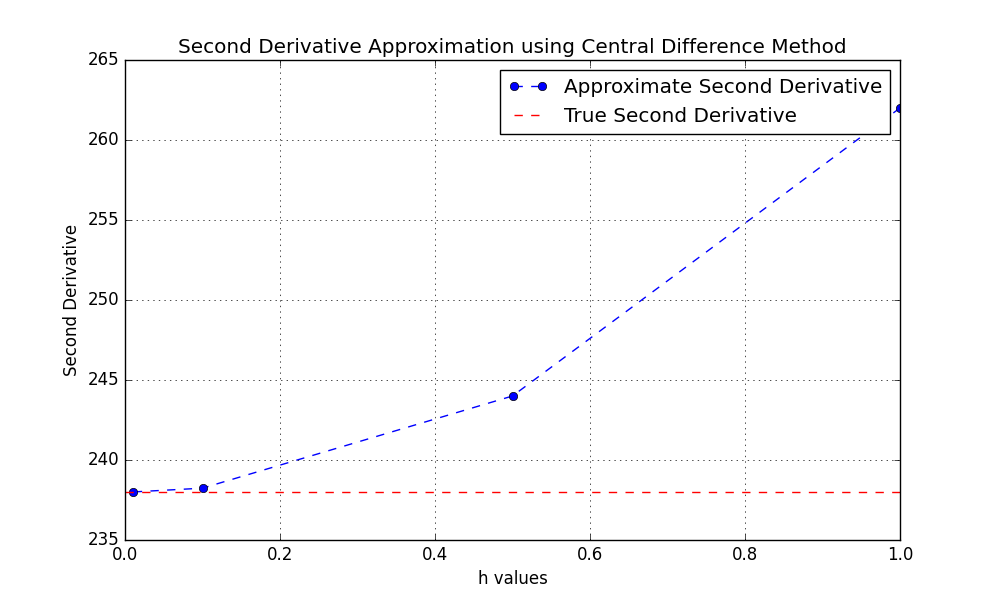 Second Derivative Approximation using Central Difference Method
265
260
255
250
245
240
235
Second Derivative
Approximate Second Derivative
True Second Derivative
0.0 0.2 0.4 0.6 0.8 1.0
h values